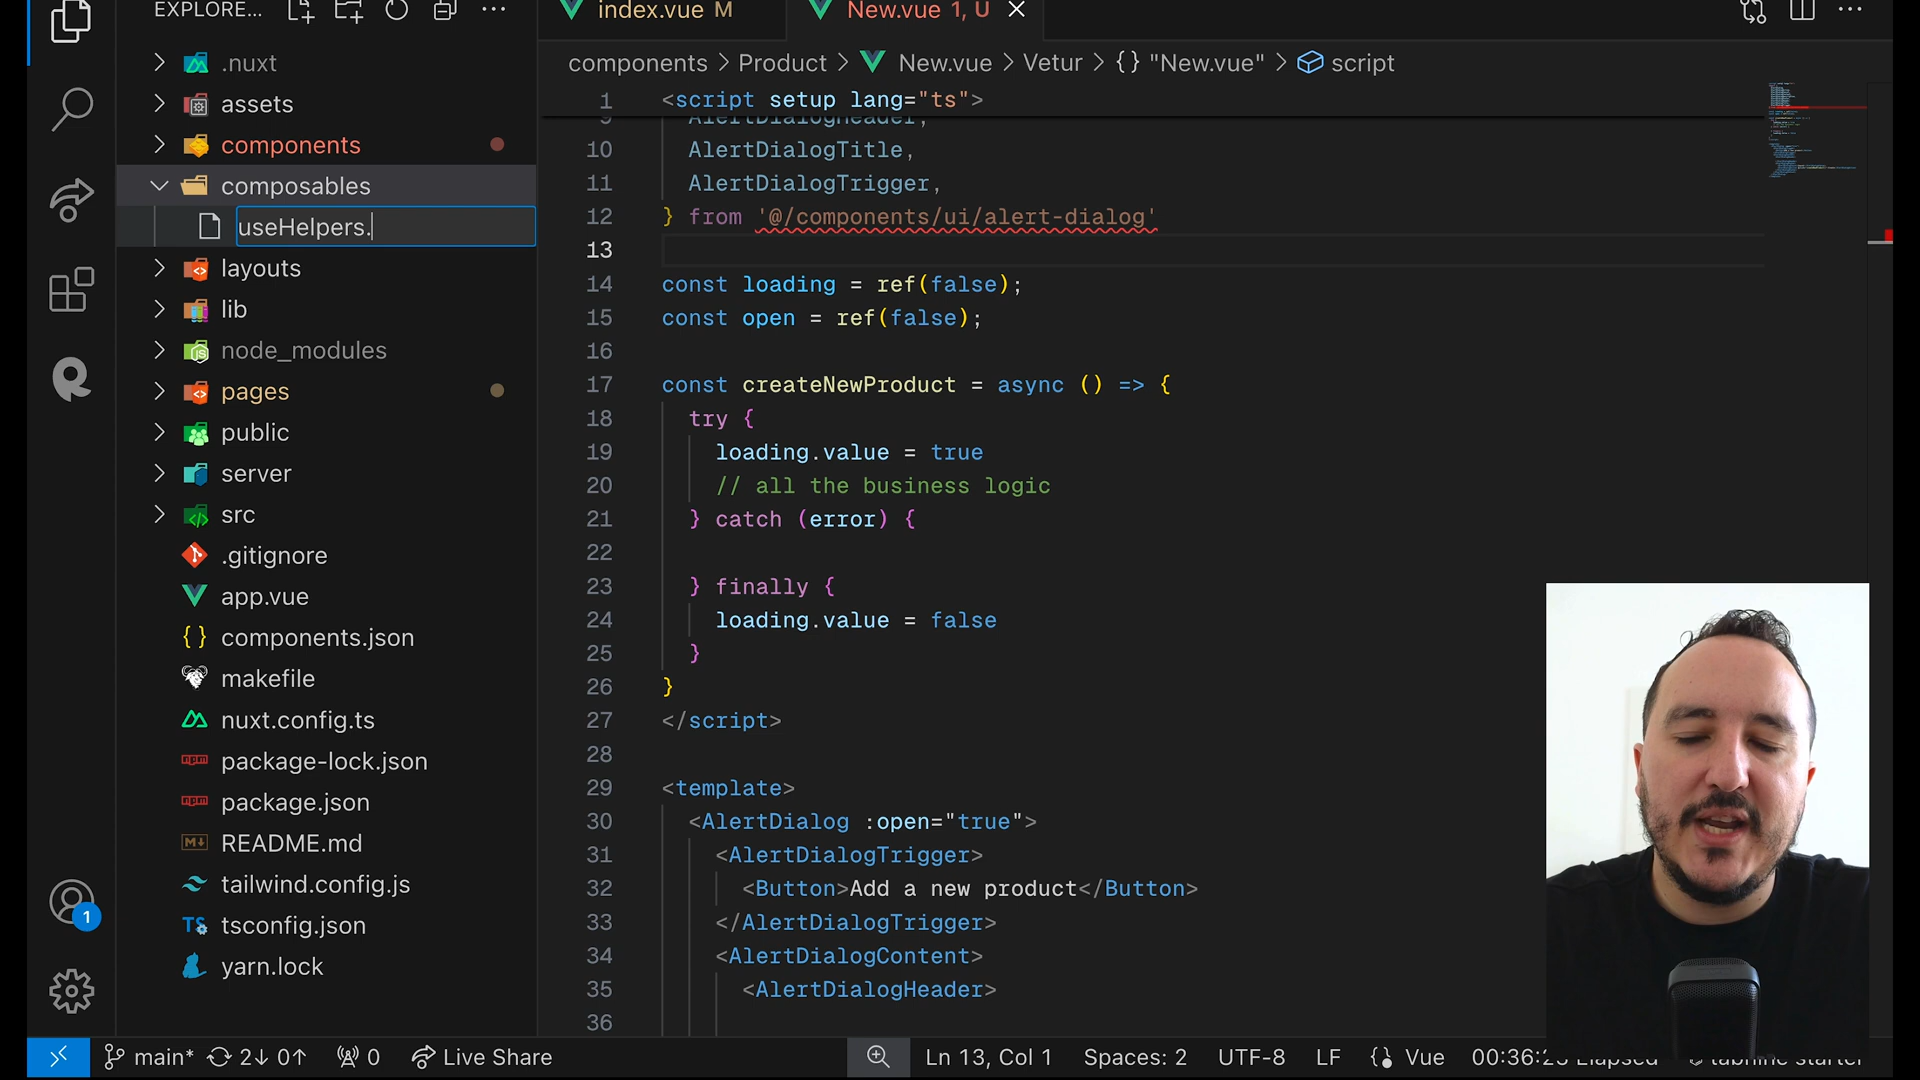 EXPLORE...
index.vue M
New.vue 1, U
components > Product > New.vue > Vetur > {} "New.vue" > script
.nuxt
assets
components
composables
useHelpers.
layouts
lib
node_modules
pages
public
server
src
.gitignore
app.vue
components.json
makefile
nuxt.config.ts
package-lock.json
package.json
README.md
tailwind.config.js
tsconfig.json
yarn.lock
1 <script setup lang="ts">
9 AlertDialogHeader,
10 AlertDialogTitle,
11 AlertDialogTrigger,
12 } from '@/components/ui/alert-dialog'
13
14 const loading = ref(false);
15 const open = ref(false);
16
17 const createNewProduct = async () => {
18 try {
19 loading.value = true
20 // all the business logic
21 } catch (error) {
22
23 } finally {
24 loading.value = false
25 }
26 }
27 </script>
28
29 <template>
30 <AlertDialog :open="true">
31 <AlertDialogTrigger>
32 <Button>Add a new product</Button>
33 </AlertDialogTrigger>
34 <AlertDialogContent>
35 <AlertDialogHeader>
36
1
main* 2↓ 0↑ 0 Live Share Ln 13, Col 1 Spaces: 2 UTF-8 LF Vue